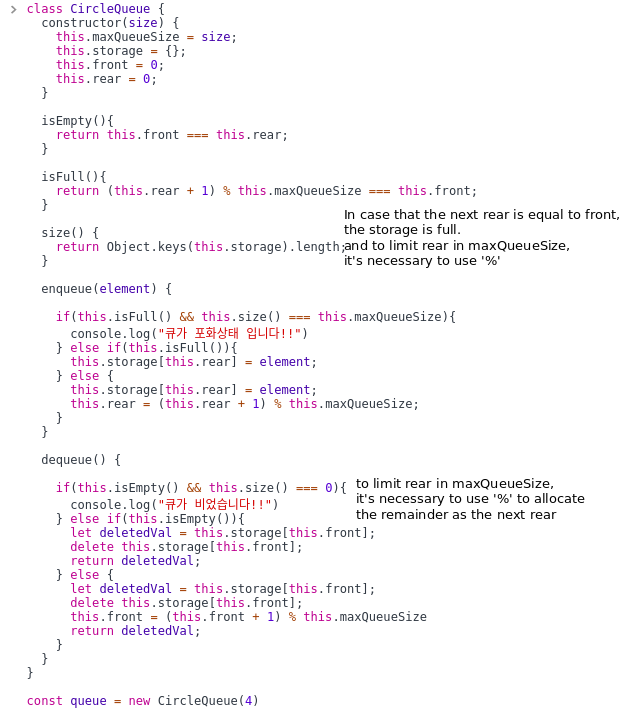 class CircleQueue {
constructor(size) {
this.maxQueueSize = size;
this.storage = {};
this.front = 0;
this.rear = 0;
}
isEmpty(){
return this.front === this.rear;
}
isFull(){
return (this.rear + 1) % this.maxQueueSize === this.front;
}
In case that the next rear is equal to front,
the storage is full.
and to limit rear in maxQueueSize,
it's necessary to use '%'
size() {
return Object.keys(this.storage).length;
}
enqueue(element) {
if(this.isFull() && this.size() === this.maxQueueSize){
console.log("큐가 포화상태 입니다!!")
} else if(this.isFull()){
this.storage[this.rear] = element;
} else {
this.storage[this.rear] = element;
this.rear = (this.rear + 1) % this.maxQueueSize;
}
}
dequeue() {
if(this.isEmpty() && this.size() === 0){
to limit rear in maxQueueSize,
it's necessary to use '%' to allocate
the remainder as the next rear
console.log("큐가 비었습니다!!")
} else if(this.isEmpty()){
let deletedVal = this.storage[this.front];
delete this.storage[this.front];
return deletedVal;
} else {
let deletedVal = this.storage[this.front];
delete this.storage[this.front];
this.front = (this.front + 1) % this.maxQueueSize
return deletedVal;
}
}
}
const queue = new CircleQueue(4)